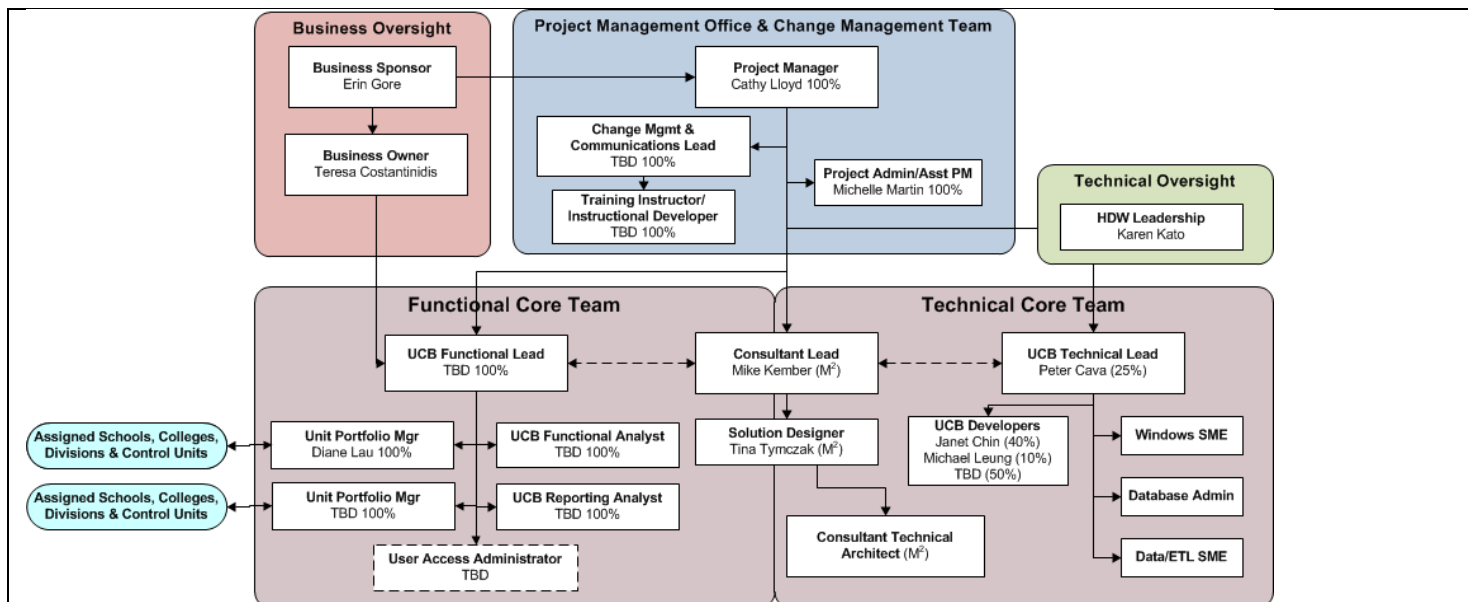 Business Oversight
Business Sponsor
Erin Gore
Business Owner
Teresa Costantinidis
Project Management Office & Change Management Team
Project Manager
Cathy Lloyd 100%
Change Mgmt &
Communications Lead
TBD 100%
Training Instructor/
Instructional Developer
TBD 100%
Project Admin/Asst PM
Michelle Martin 100%
Technical Oversight
HDW Leadership
Karen Kato
Functional Core Team
UCB Functional Lead
TBD 100%
Assigned Schools, Colleges,
Divisions & Control Units
Unit Portfolio Mgr
Diane Lau 100%
UCB Functional Analyst
TBD 100%
Assigned Schools, Colleges,
Divisions & Control Units
Unit Portfolio Mgr
TBD 100%
UCB Reporting Analyst
TBD 100%
User Access Administrator
TBD
Technical Core Team
Consultant Lead
Mike Kember (M²)
Solution Designer
Tina Tymczak (M²)
Consultant Technical
Architect (M²)
UCB Technical Lead
Peter Cava (25%)
UCB Developers
Janet Chin (40%)
Michael Leung (10%)
TBD (50%)
Windows SME
Database Admin
Data/ETL SME